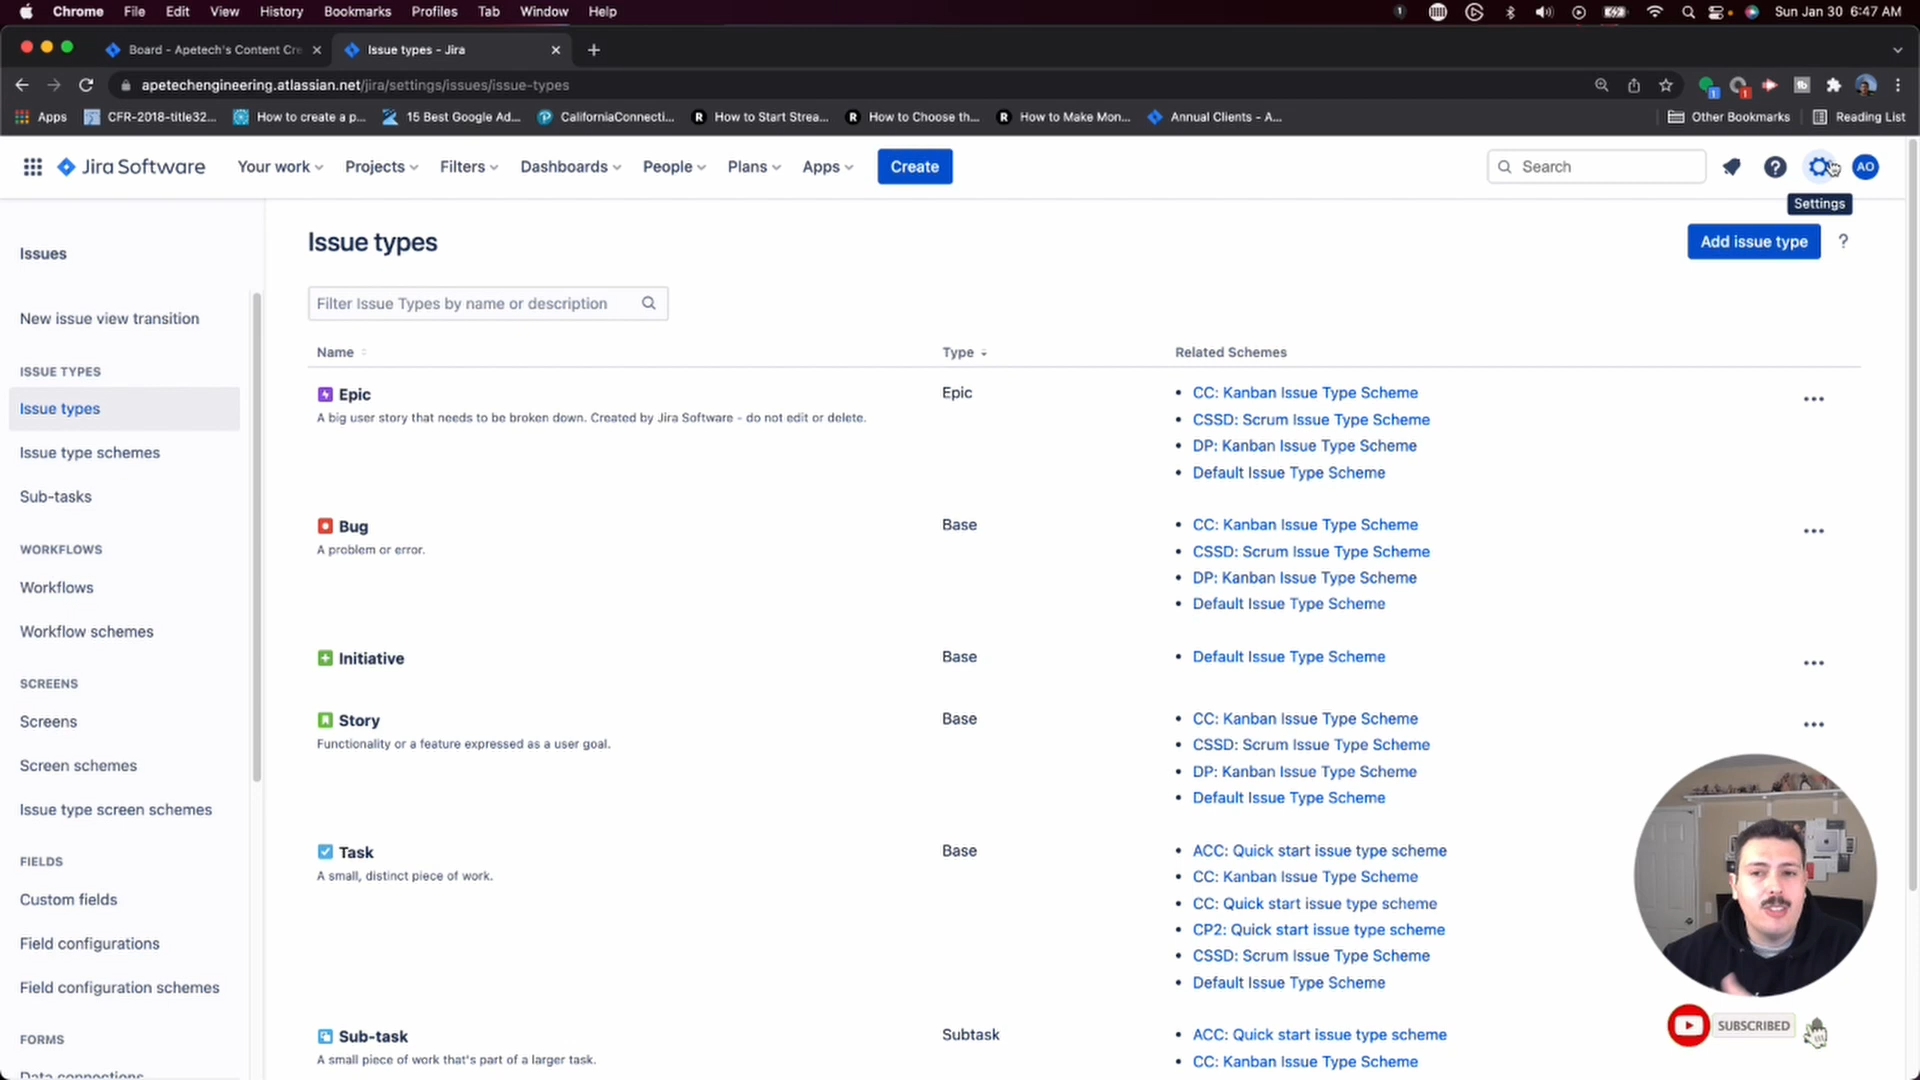 Chrome File Edit View History Bookmarks Profiles Tab Window Help
Sun Jan 30 6:47 AM
Board - Apetech's Content Cre
Issue types - Jira
apetechengineering.atlassian.net/jira/settings/issues/issue-types
Apps
CFR-2018-title32...
How to create a p...
15 Best Google Ad...
CaliforniaConnecti...
How to Start Strea...
How to Choose th...
How to Make Mon...
Annual Clients - A...
Other Bookmarks
Reading List
Jira Software
Your work
Projects
Filters
Dashboards
People
Plans
Apps
Create
Search
AO
Settings
Issues
New issue view transition
ISSUE TYPES
Issue types
Issue type schemes
Sub-tasks
WORKFLOWS
Workflows
Workflow schemes
SCREENS
Screens
Screen schemes
Issue type screen schemes
FIELDS
Custom fields
Field configurations
Field configuration schemes
FORMS
Data connections
Issue types
Add issue type
?
Filter Issue Types by name or description
Name Type Related Schemes
Epic
A big user story that needs to be broken down. Created by Jira Software - do not edit or delete.
Epic
• CC: Kanban Issue Type Scheme
• CSSD: Scrum Issue Type Scheme
• DP: Kanban Issue Type Scheme
• Default Issue Type Scheme
Bug
A problem or error.
Base
• CC: Kanban Issue Type Scheme
• CSSD: Scrum Issue Type Scheme
• DP: Kanban Issue Type Scheme
• Default Issue Type Scheme
Initiative
Base
• Default Issue Type Scheme
Story
Functionality or a feature expressed as a user goal.
Base
• CC: Kanban Issue Type Scheme
• CSSD: Scrum Issue Type Scheme
• DP: Kanban Issue Type Scheme
• Default Issue Type Scheme
Task
A small, distinct piece of work.
Base
• ACC: Quick start issue type scheme
• CC: Kanban Issue Type Scheme
• CC: Quick start issue type scheme
• CP2: Quick start issue type scheme
• CSSD: Scrum Issue Type Scheme
• Default Issue Type Scheme
Sub-task
A small piece of work that's part of a larger task.
Subtask
• ACC: Quick start issue type scheme
• CC: Kanban Issue Type Scheme
SUBSCRIBED